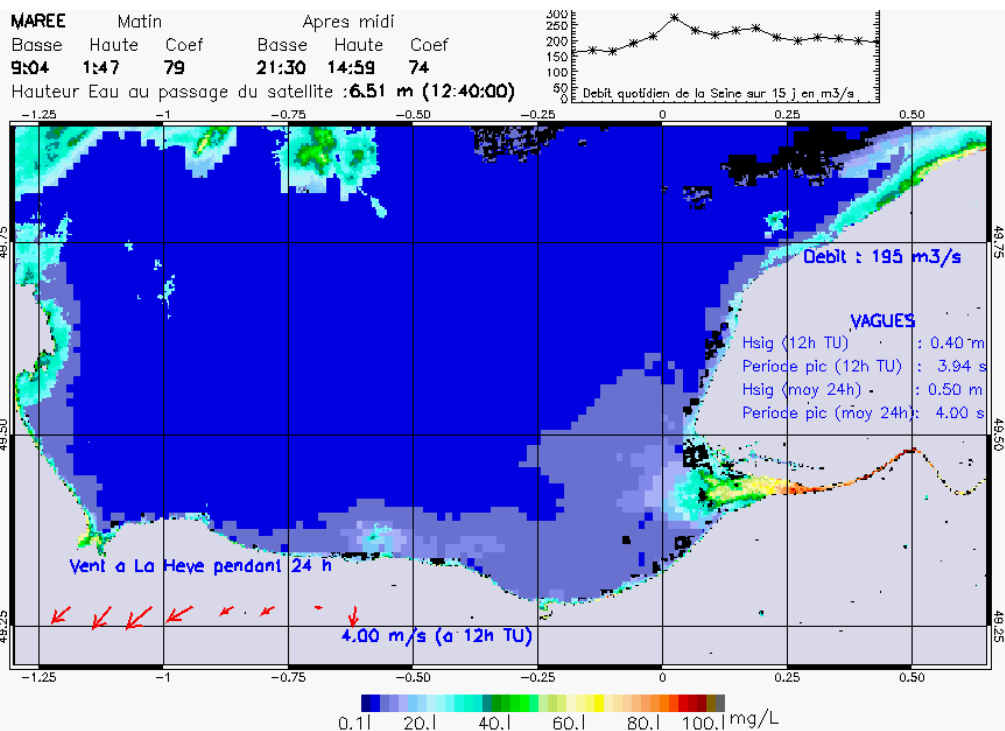 MAREE Matin Apres midi
Basse Haute Coef Basse Haute Coef
9:04 1:47 79 21:30 14:59 74
Hauteur Eau au passage du satellite :6.51 m (12:40:00)
300
250
200
150
100
50
0
Debit quotidien de la Seine sur 15 j en m3/s
-1.25 -1 -0.75 -0.50 -0.25 0 0.25 0.50
49.75 49.75
Debit : 195 m3/s
VAGUES
Hsig (12h TU) : 0.40 m
Periode pic (12h TU) : 3.94 s
Hsig (moy 24h) : 0.50 m
Periode pic (moy 24h): 4.00 s
49.50 49.50
Vent a La Heve pendant 24 h
49.25 49.25
4.00 m/s (a 12h TU)
-1.25 -1 -0.75 -0.50 -0.25 0 0.25 0.50
0.1 20.1 40.1 60.1 80.1 100.1 mg/L